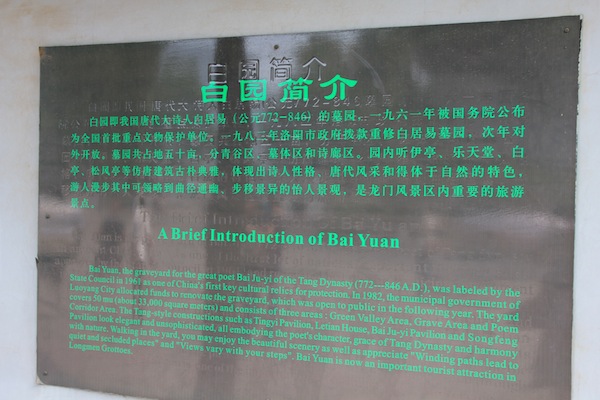 白园简介
白园即我国唐代大诗人白居易（公元772-846）的墓园，一九六一年被国务院公布
为全国首批重点文物保护单位。一九八二年洛阳市政府拨款重修白居易墓园，次年对
外开放。墓园共占地五十亩，分青谷区、墓体区和诗廊区。园内听伊亭、乐天堂、白
亭、松风亭等仿唐建筑古朴典雅，体现出诗人性格、唐代风采和得体于自然的特色，
游人漫步其中可领略到曲径通幽、步移景异的怡人景观，是龙门风景区内重要的旅游
景点。
A Brief Introduction of Bai Yuan
Bai Yuan, the graveyard for the great poet Bai Ju-yi of the Tang Dynasty (772—846 A.D.), was labeled by the
State Council in 1961 as one of China's first key cultural relics for protection. In 1982, the municipal government of
Luoyang City allocated funds to renovate the graveyard, which was open to public in the following year. The yard
covers 50 mu (about 33,000 square meters) and consists of three areas : Green Valley Area, Grave Area and Poem
Corridor Area. The Tang-style constructions such as Tingyi Pavilion, Letian House, Bai Ju-yi Pavilion and Songfeng
Pavilion look elegant and unsophisticated, all embodying the poet's character, grace of Tang Dynasty and harmony
with nature. Walking in the yard, you may enjoy the beautiful scenery as well as appreciate "Winding paths lead to
quiet and secluded places" and "Views vary with your steps". Bai Yuan is now an important tourist attraction in
Longmen Grottoes.